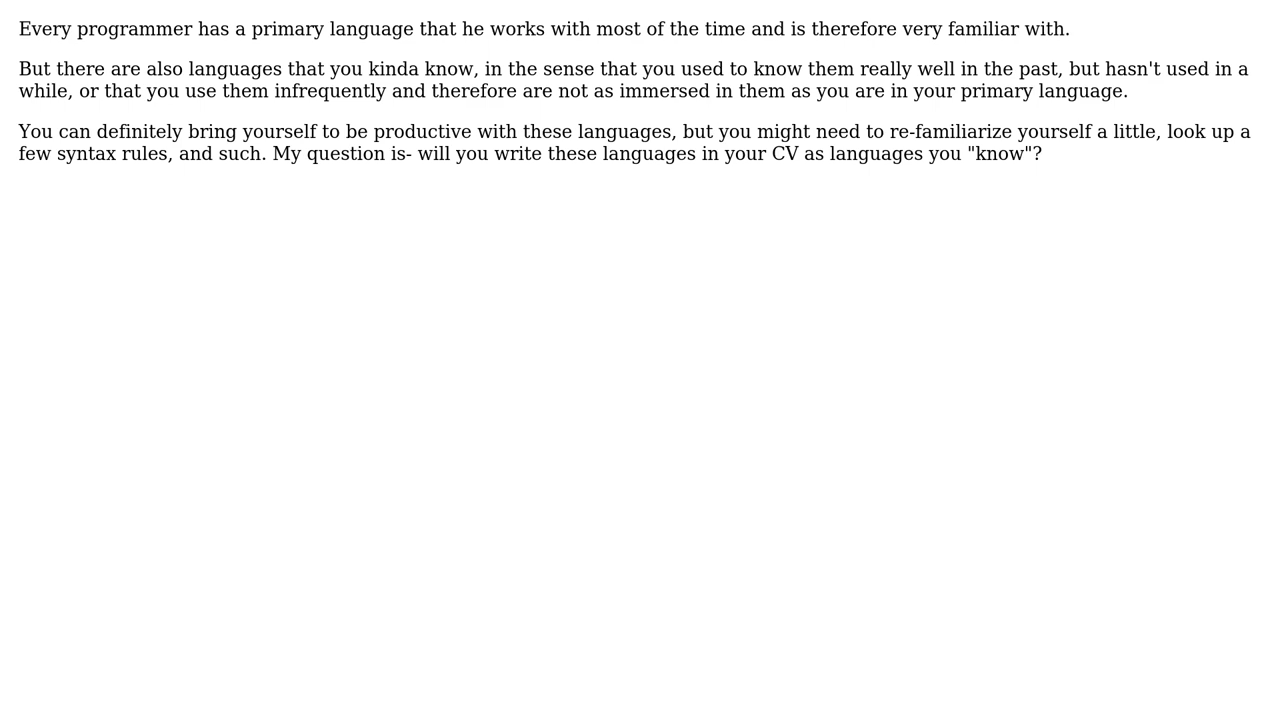 Every programmer has a primary language that he works with most of the time and is therefore very familiar with.
But there are also languages that you kinda know, in the sense that you used to know them really well in the past, but hasn't used in a
while, or that you use them infrequently and therefore are not as immersed in them as you are in your primary language.
You can definitely bring yourself to be productive with these languages, but you might need to re-familiarize yourself a little, look up a
few syntax rules, and such. My question is- will you write these languages in your CV as languages you "know"?